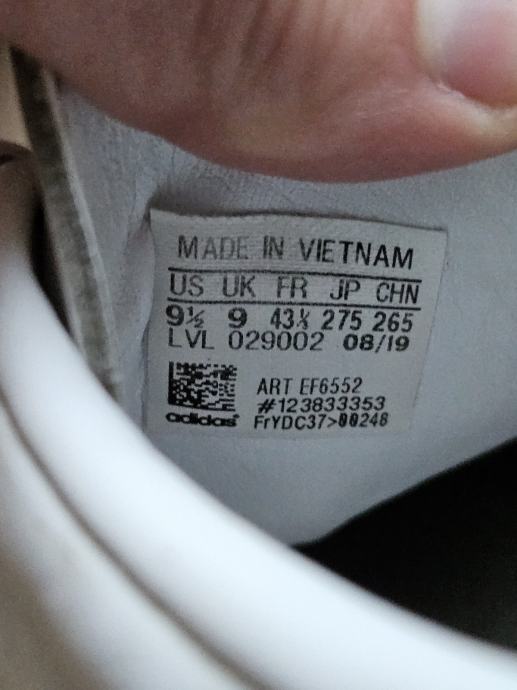 MADE IN VIETNAM
US UK FR JP CHN
9½ 9 43⅓ 275 265
LVL 029002 08/19
ART EF6552
#123833353
adidas FrYDC37>00248